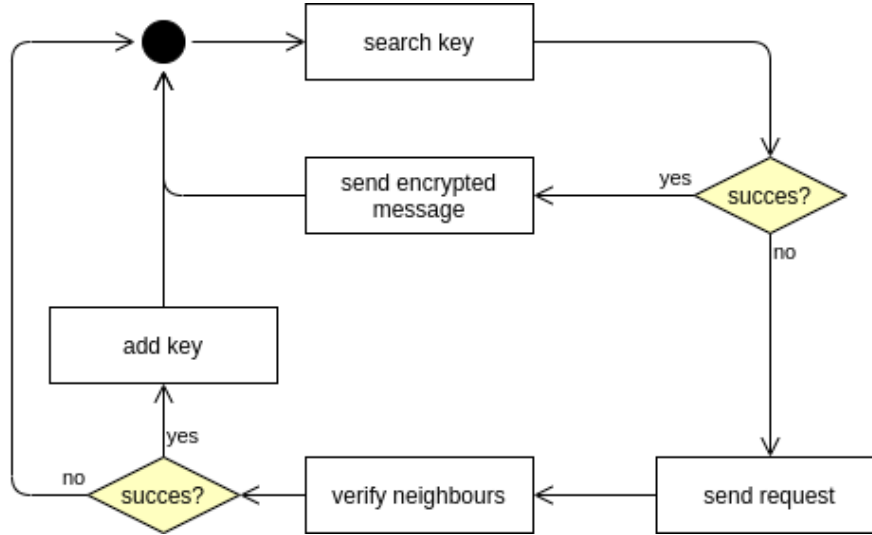 search key
send encrypted
message
yes
succes?
no
add key
yes
no
succes?
verify neighbours
send request